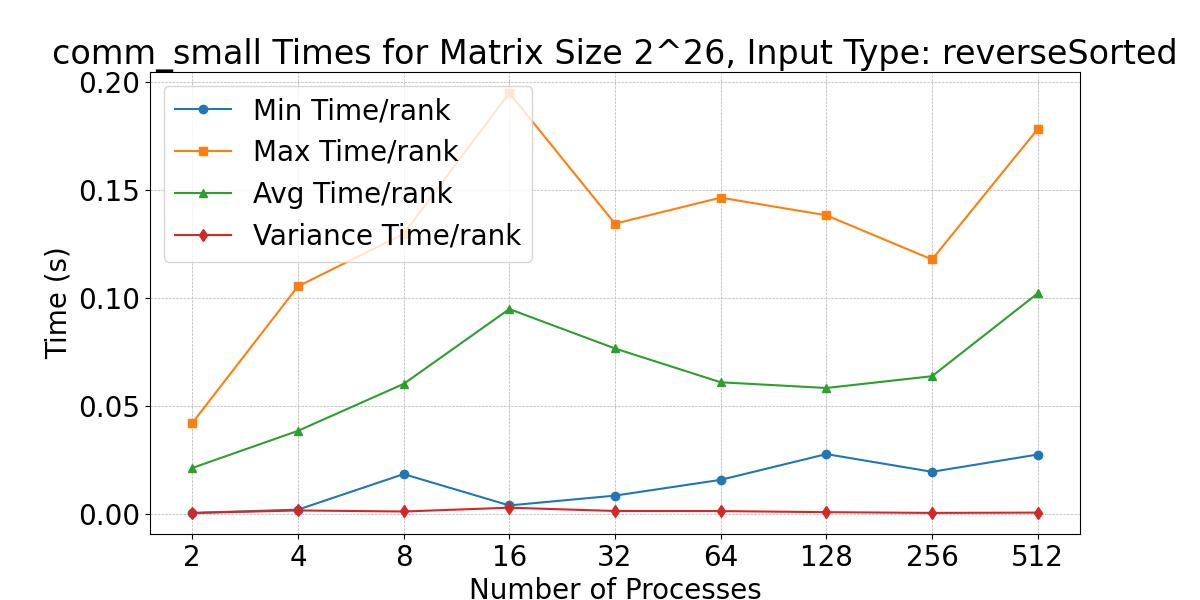 comm_small Times for Matrix Size 2^26, Input Type: reverseSorted
Min Time/rank
Max Time/rank
Avg Time/rank
Variance Time/rank
Time (s)
0.20
0.15
0.10
0.05
0.00
2 4 8 16 32 64 128 256 512
Number of Processes